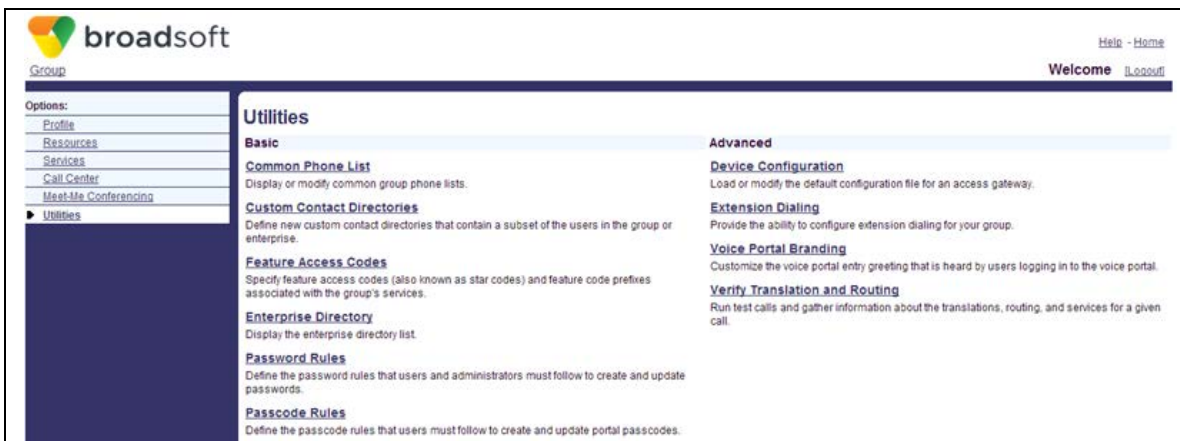 broadsoft
Help - Home
Group
Welcome [Logout]
Options:
Profile
Resources
Services
Call Center
Meet-Me Conferencing
Utilities
Utilities
Basic
Common Phone List
Display or modify common group phone lists.
Custom Contact Directories
Define new custom contact directories that contain a subset of the users in the group or
enterprise.
Feature Access Codes
Specify feature access codes (also known as star codes) and feature code prefixes
associated with the group's services.
Enterprise Directory
Display the enterprise directory list.
Password Rules
Define the password rules that users and administrators must follow to create and update
passwords.
Passcode Rules
Define the passcode rules that users must follow to create and update portal passcodes.
Advanced
Device Configuration
Load or modify the default configuration file for an access gateway.
Extension Dialing
Provide the ability to configure extension dialing for your group.
Voice Portal Branding
Customize the voice portal entry greeting that is heard by users logging in to the voice portal.
Verify Translation and Routing
Run test calls and gather information about the translations, routing, and services for a given
call.